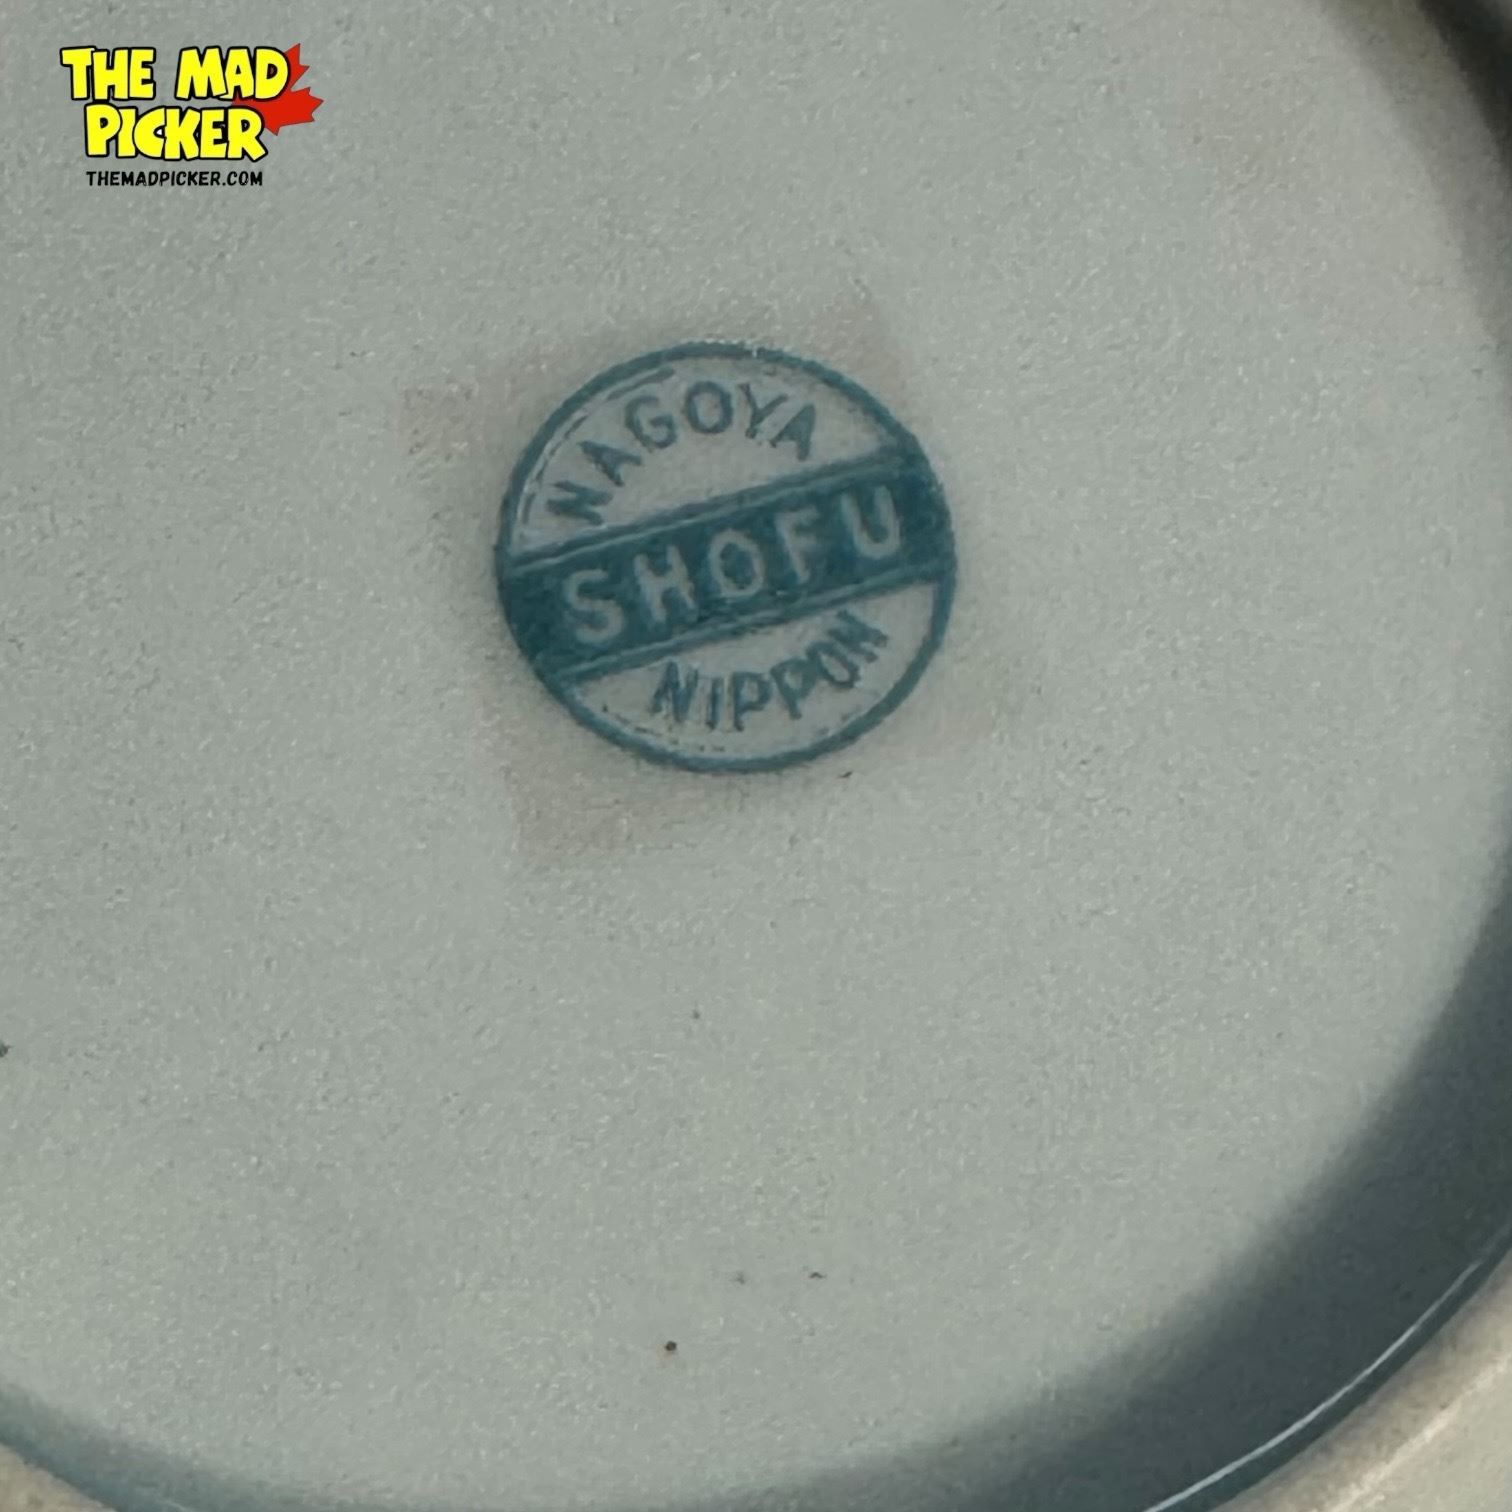 THE MAD
PICKER
THEMADPICKER.COM
NAGOYA
SHOFU
NIPPON